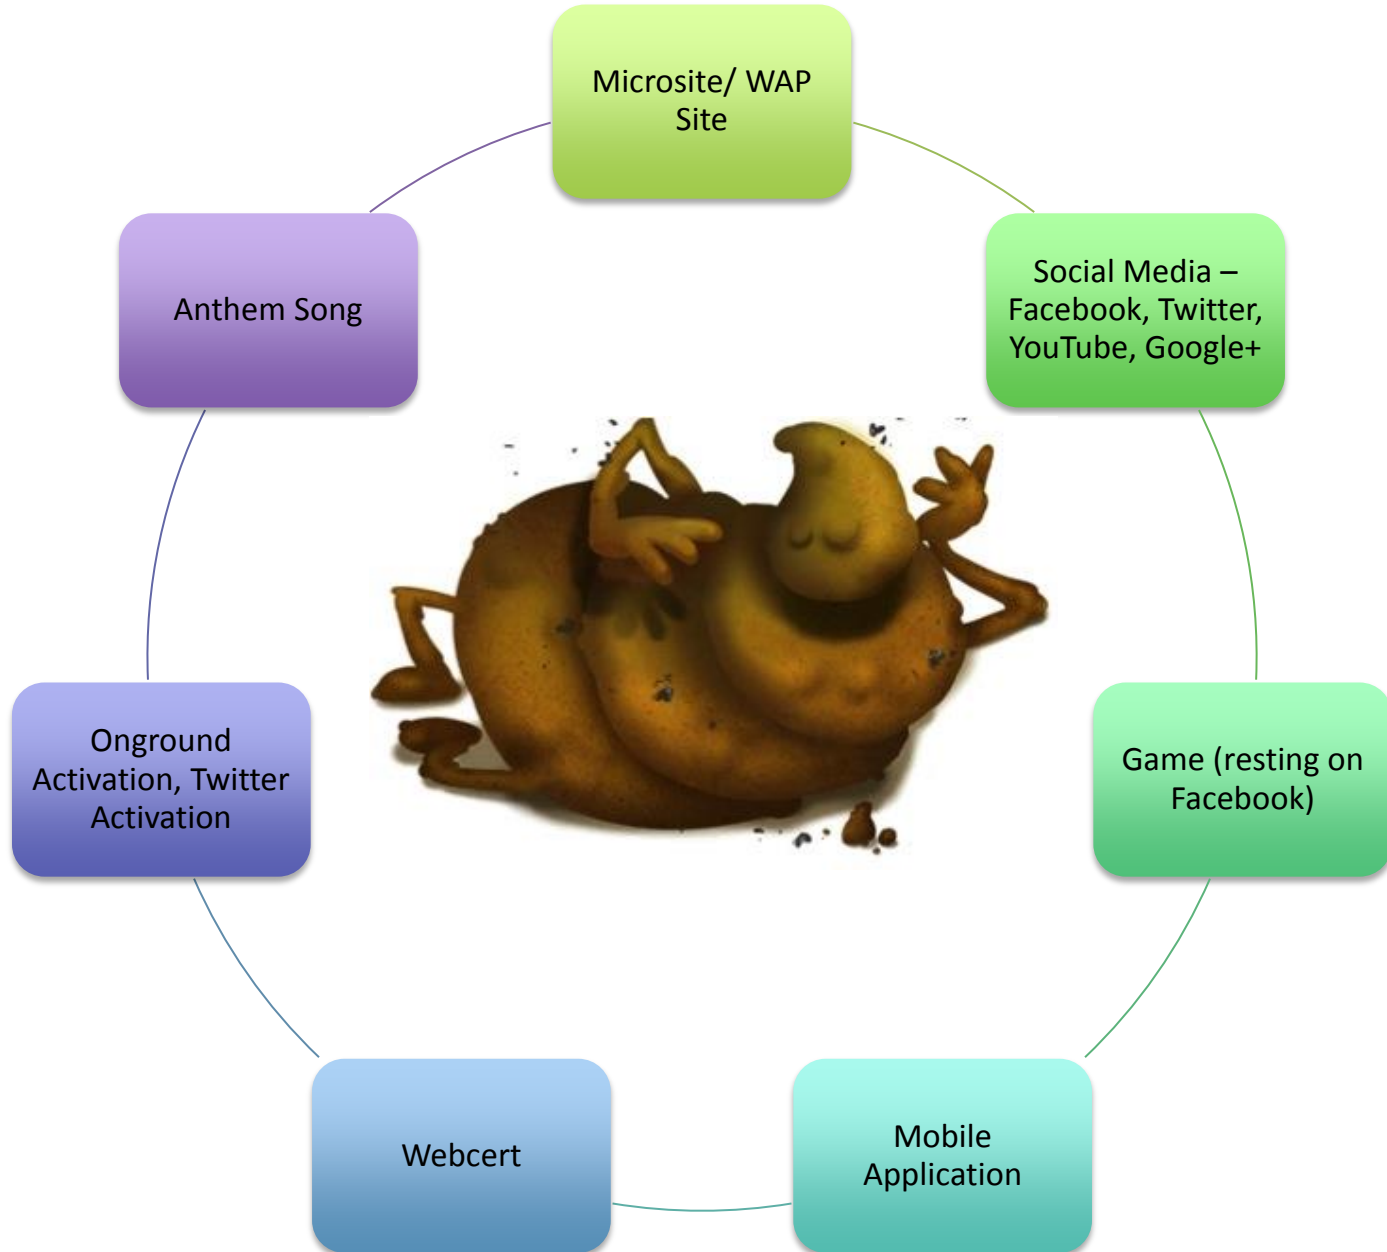 Microsite/ WAP
Site
Social Media –
Facebook, Twitter,
YouTube, Google+
Game (resting on
Facebook)
Mobile
Application
Webcert
Onground
Activation, Twitter
Activation
Anthem Song